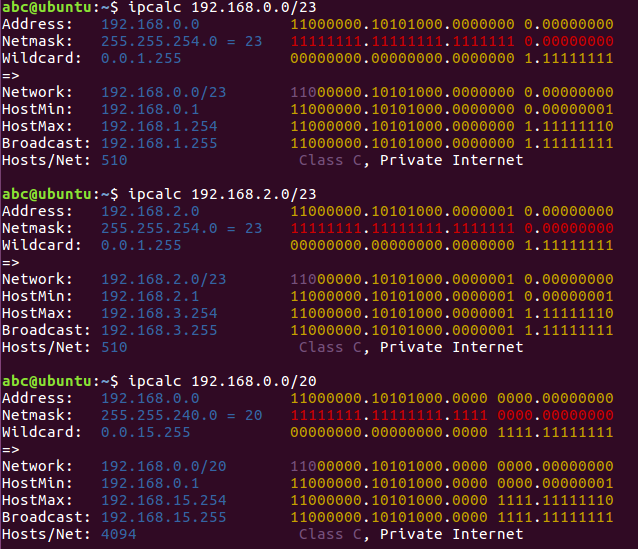 abc@ubuntu:~$ ipcalc 192.168.0.0/23
Address: 192.168.0.0 11000000.10101000.0000000 0.00000000
Netmask: 255.255.254.0 = 23 11111111.11111111.1111111 0.00000000
Wildcard: 0.0.1.255 00000000.00000000.0000000 1.11111111
=>
Network: 192.168.0.0/23 11000000.10101000.0000000 0.00000000
HostMin: 192.168.0.1 11000000.10101000.0000000 0.00000001
HostMax: 192.168.1.254 11000000.10101000.0000000 1.11111110
Broadcast: 192.168.1.255 11000000.10101000.0000000 1.11111111
Hosts/Net: 510 Class C, Private Internet
abc@ubuntu:~$ ipcalc 192.168.2.0/23
Address: 192.168.2.0 11000000.10101000.0000001 0.00000000
Netmask: 255.255.254.0 = 23 11111111.11111111.1111111 0.00000000
Wildcard: 0.0.1.255 00000000.00000000.0000000 1.11111111
=>
Network: 192.168.2.0/23 11000000.10101000.0000001 0.00000000
HostMin: 192.168.2.1 11000000.10101000.0000001 0.00000001
HostMax: 192.168.3.254 11000000.10101000.0000001 1.11111110
Broadcast: 192.168.3.255 11000000.10101000.0000001 1.11111111
Hosts/Net: 510 Class C, Private Internet
abc@ubuntu:~$ ipcalc 192.168.0.0/20
Address: 192.168.0.0 11000000.10101000.0000 0000.00000000
Netmask: 255.255.240.0 = 20 11111111.11111111.1111 0000.00000000
Wildcard: 0.0.15.255 00000000.00000000.0000 1111.11111111
=>
Network: 192.168.0.0/20 11000000.10101000.0000 0000.00000000
HostMin: 192.168.0.1 11000000.10101000.0000 0000.00000001
HostMax: 192.168.15.254 11000000.10101000.0000 1111.11111110
Broadcast: 192.168.15.255 11000000.10101000.0000 1111.11111111
Hosts/Net: 4094 Class C, Private Internet